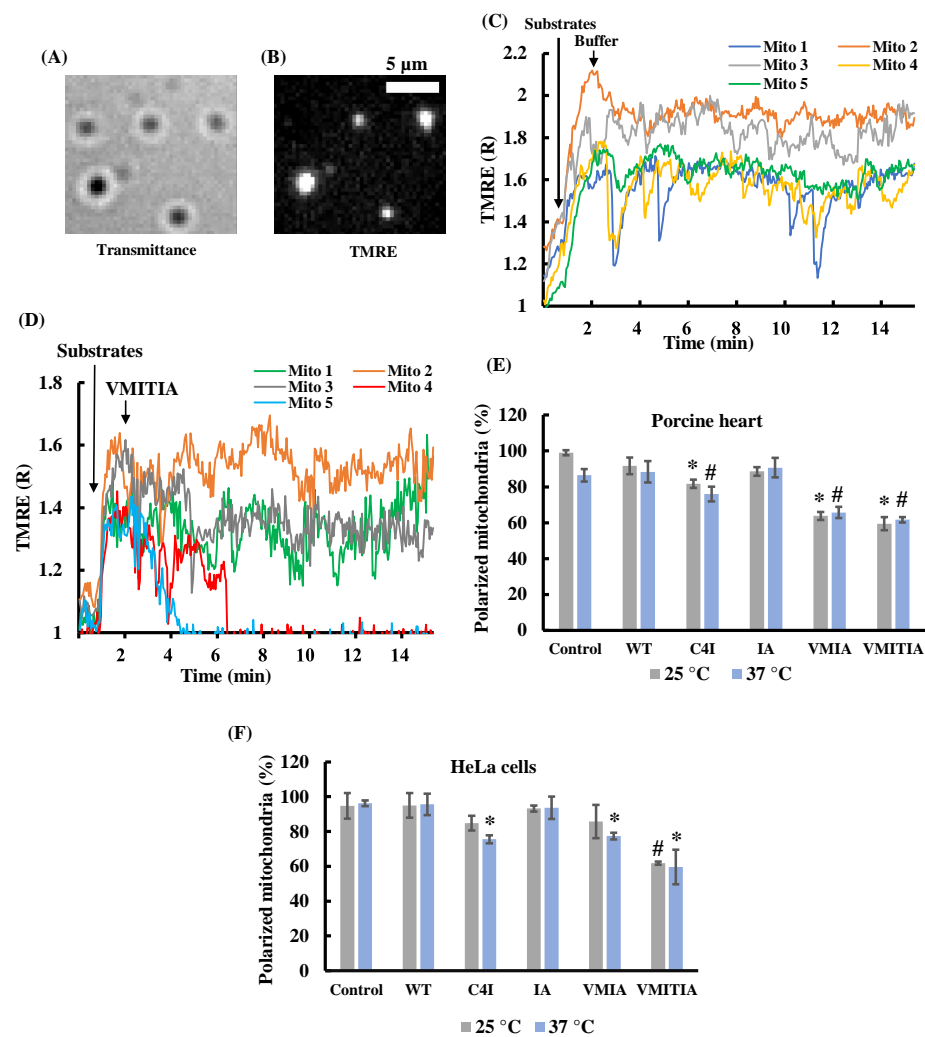 (A)
(B)
5 μm
Transmittance
TMRE
(C)
Substrates
Buffer
Mito 1
Mito 2
Mito 3
Mito 4
Mito 5
TMRE (R)
2.2
2
1.8
1.6
1.4
1.2
1
2 4 6 8 10 12 14
Time (min)
(D)
Substrates
VMITIA
Mito 1
Mito 2
Mito 3
Mito 4
Mito 5
TMRE (R)
1.8
1.6
1.4
1.2
1
2 4 6 8 10 12 14
Time (min)
(E)
Porcine heart
Polarized mitochondria (%)
120
100
80
60
40
20
0
* # * # * #
Control WT C4I IA VMIA VMITIA
25 °C 37 °C
(F)
HeLa cells
Polarized mitochondria (%)
120
100
80
60
40
20
0
* * # *
Control WT C4I IA VMIA VMITIA
25 °C 37 °C